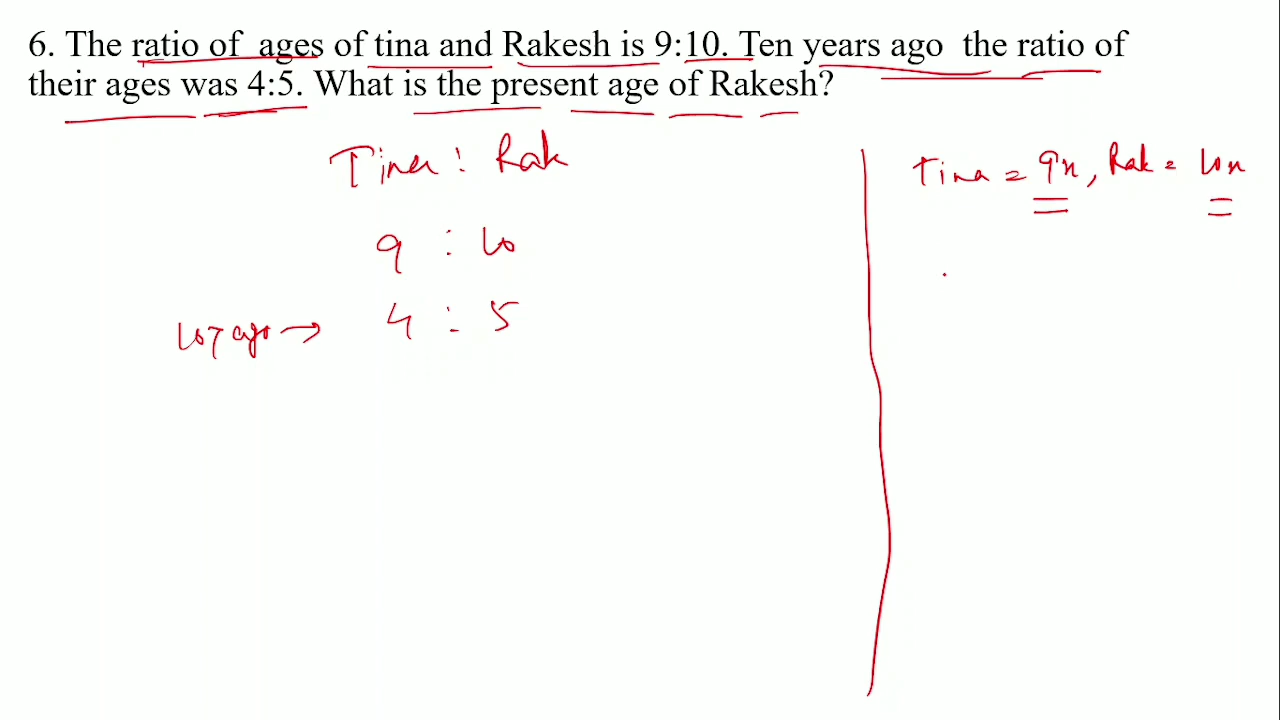 6. The ratio of ages of tina and Rakesh is 9:10. Ten years ago the ratio of
their ages was 4:5. What is the present age of Rakesh?
Tina : Rak
9 : 10
10y ago → 4 : 5
Tina = 9x, Rak = 10x